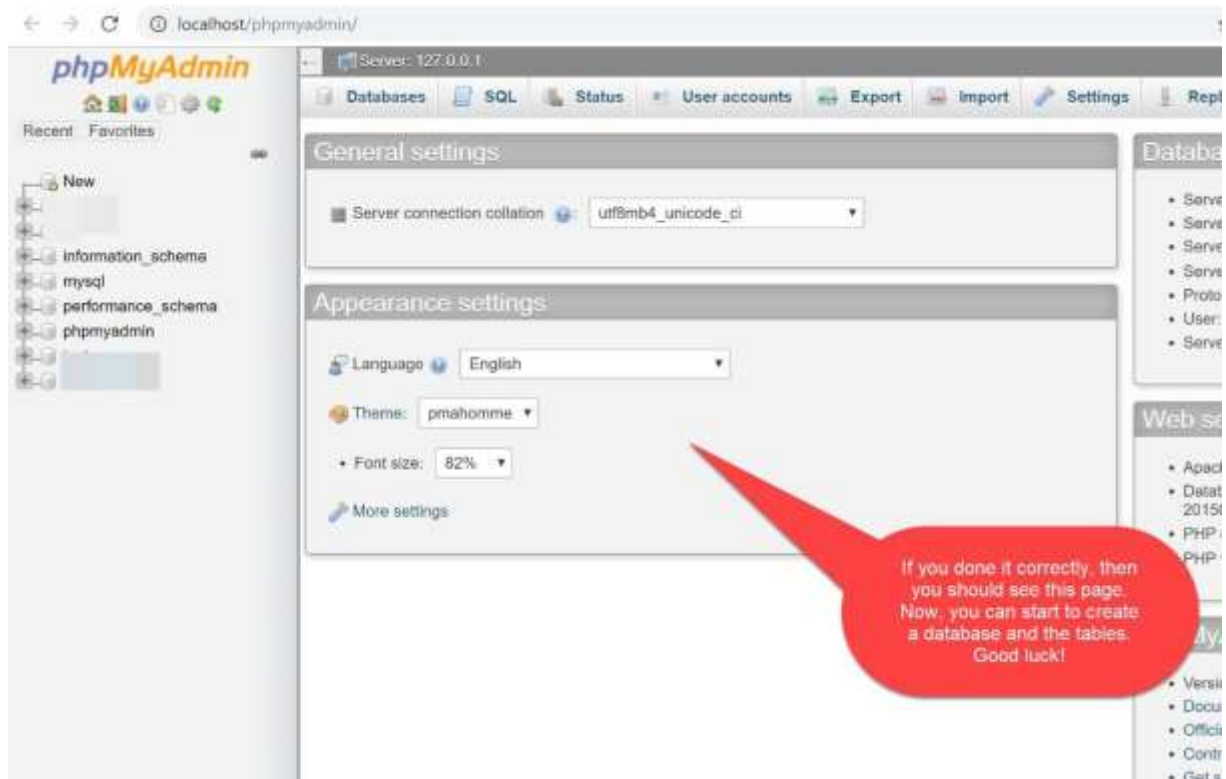 localhost/phpmyadmin/
phpMyAdmin
Recent Favorites
New
information_schema
mysql
performance_schema
phpmyadmin
Server: 127.0.0.1
Databases SQL Status User accounts Export Import Settings
General settings
Server connection collation : utf8mb4_unicode_ci
Appearance settings
Language English
Theme: pmahomme
• Font size: 82%
More settings
If you done it correctly, then
you should see this page.
Now, you can start to create
a database and the tables.
Good luck!
• User:
20150
• PHP